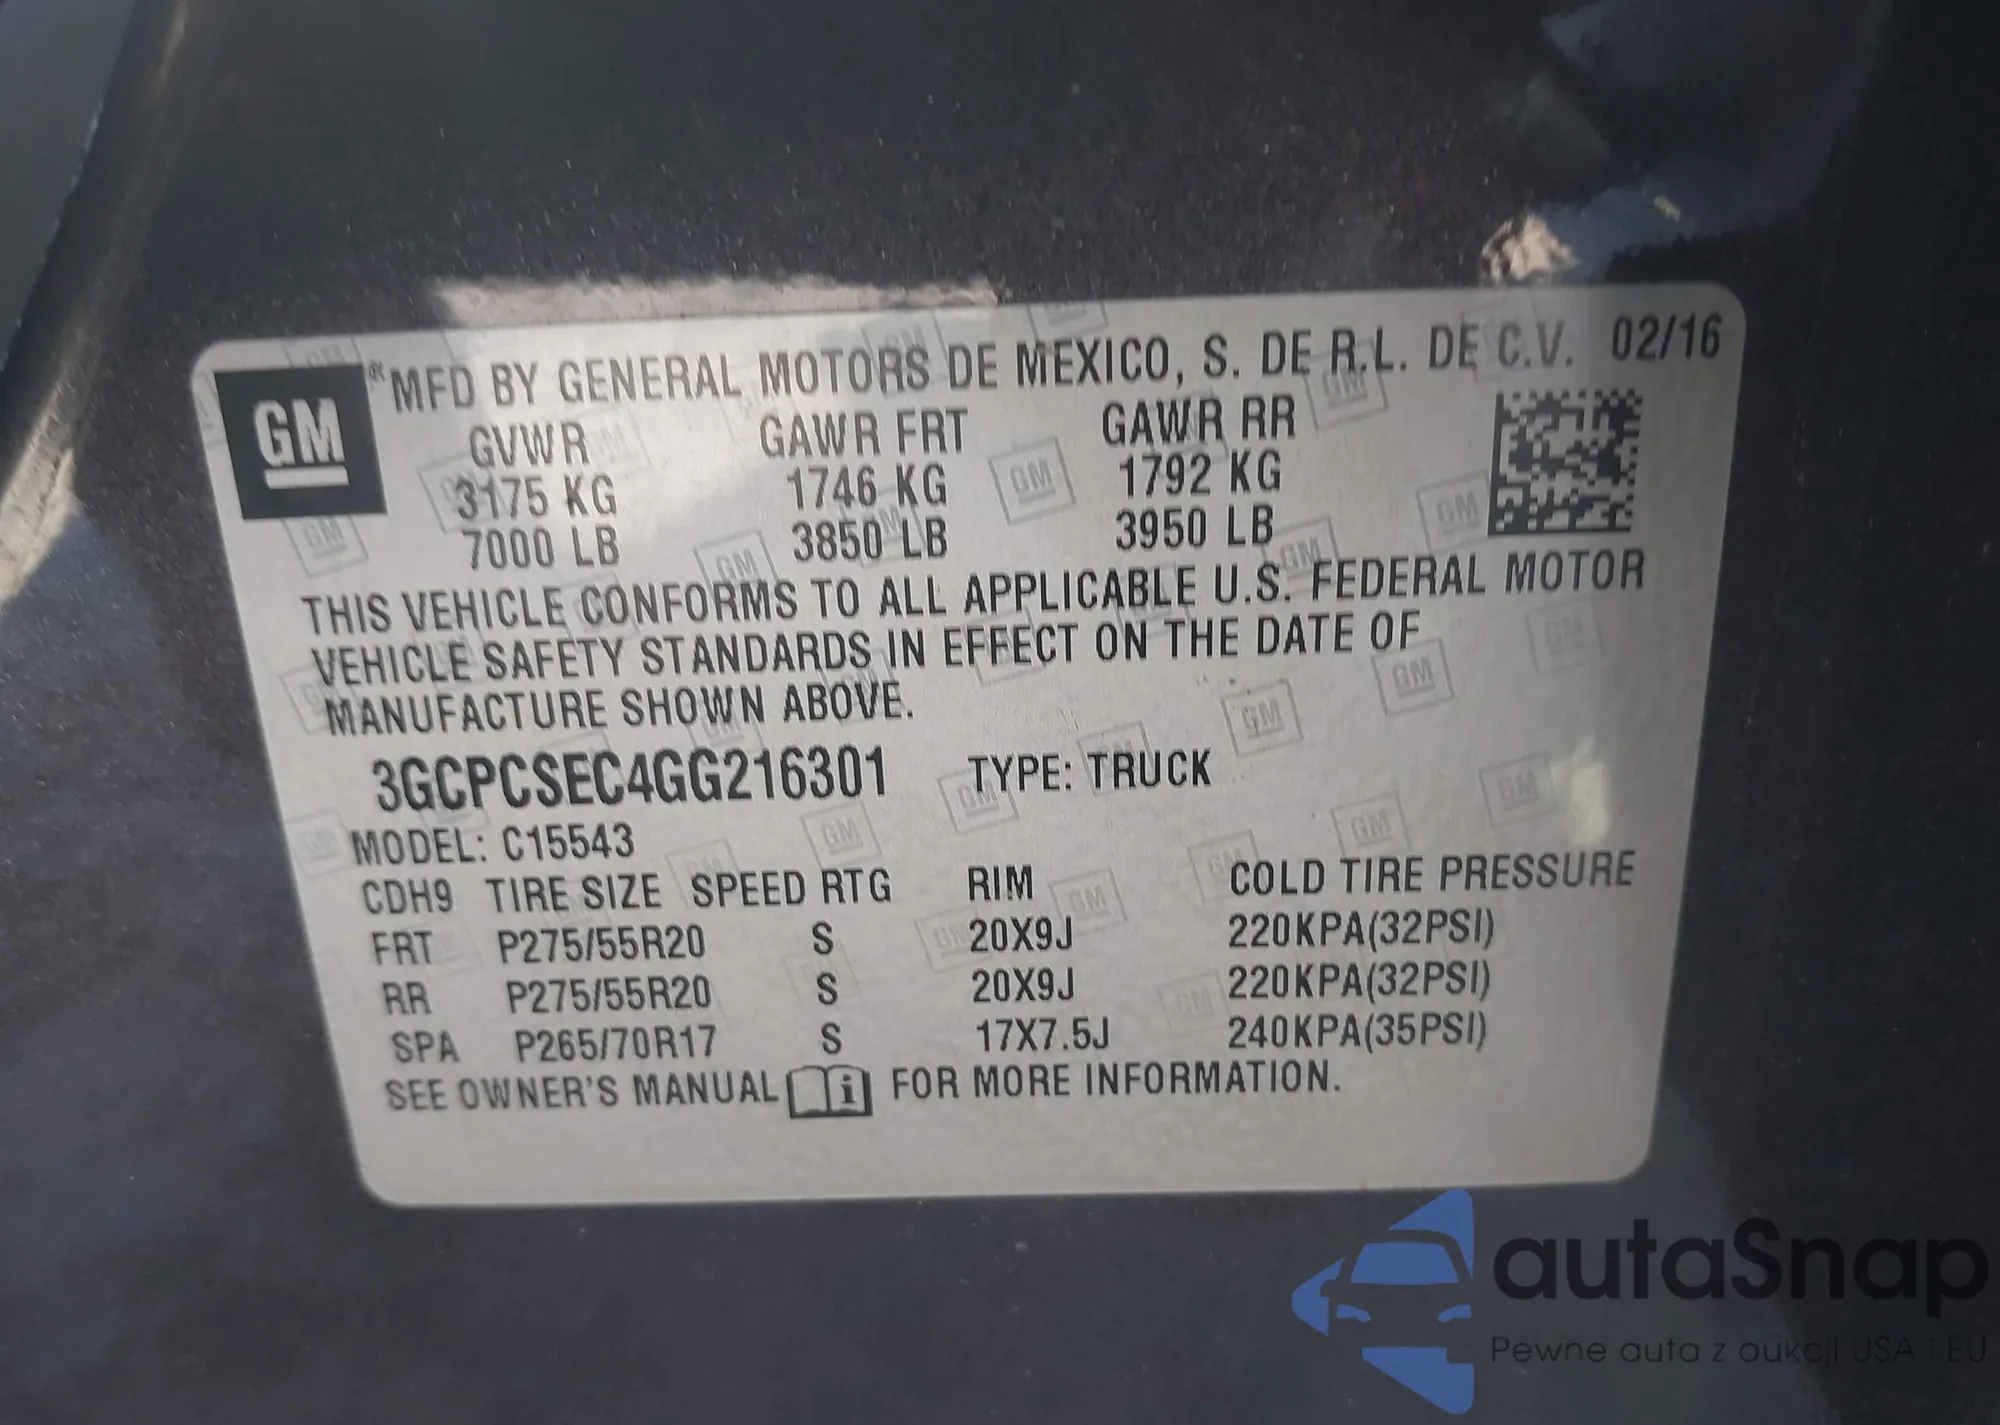 GM ® MFD BY GENERAL MOTORS DE MEXICO, S. DE R.L. DE C.V. 02/16
GVWR GAWR FRT GAWR RR
3175 KG 1746 KG 1792 KG
7000 LB 3850 LB 3950 LB
THIS VEHICLE CONFORMS TO ALL APPLICABLE U.S. FEDERAL MOTOR
VEHICLE SAFETY STANDARDS IN EFFECT ON THE DATE OF
MANUFACTURE SHOWN ABOVE.
3GCPCSEC4GG216301 TYPE: TRUCK
MODEL: C15543
CDH9 TIRE SIZE SPEED RTG RIM COLD TIRE PRESSURE
FRT P275/55R20 S 20X9J 220KPA(32PSI)
RR P275/55R20 S 20X9J 220KPA(32PSI)
SPA P265/70R17 S 17X7.5J 240KPA(35PSI)
SEE OWNER'S MANUAL i FOR MORE INFORMATION.
autaSnap
Pewne auta z aukcji USA i EU